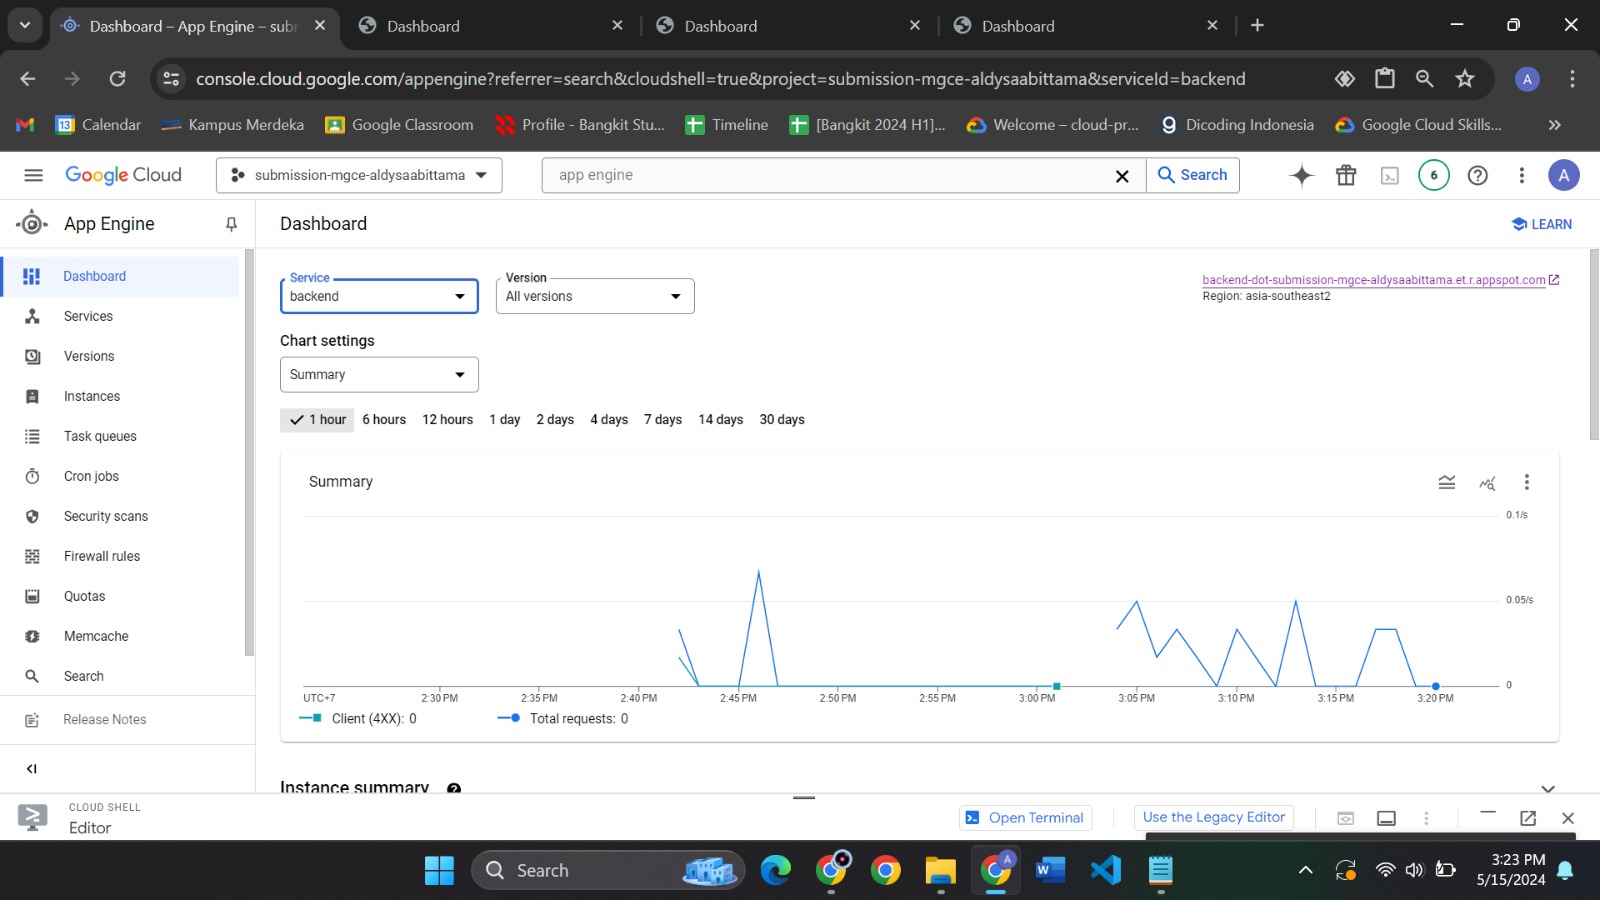 Dashboard – App Engine – subr
Dashboard
Dashboard
Dashboard
console.cloud.google.com/appengine?referrer=search&cloudshell=true&project=submission-mgce-aldysaabittama&serviceId=backend
A
13 Calendar
Kampus Merdeka
Google Classroom
Profile - Bangkit Stu...
Timeline
[Bangkit 2024 H1]...
Welcome – cloud-pr...
Dicoding Indonesia
Google Cloud Skills...
Google Cloud
submission-mgce-aldysaabittama
app engine
Search
6
A
App Engine
Dashboard
LEARN
Dashboard
Services
Versions
Instances
Task queues
Cron jobs
Security scans
Firewall rules
Quotas
Memcache
Search
Release Notes
Service
backend
Version
All versions
backend-dot-submission-mgce-aldysaabittama.et.r.appspot.com
Region: asia-southeast2
Chart settings
Summary
1 hour 6 hours 12 hours 1 day 2 days 4 days 7 days 14 days 30 days
Summary
0.1/s
0.05/s
0
UTC+7 2:30 PM 2:35 PM 2:40 PM 2:45 PM 2:50 PM 2:55 PM 3:00 PM 3:05 PM 3:10 PM 3:15 PM 3:20 PM
Client (4XX): 0 Total requests: 0
Instance summary
CLOUD SHELL
Editor
Open Terminal
Use the Legacy Editor
Search
A
W
3:23 PM
5/15/2024